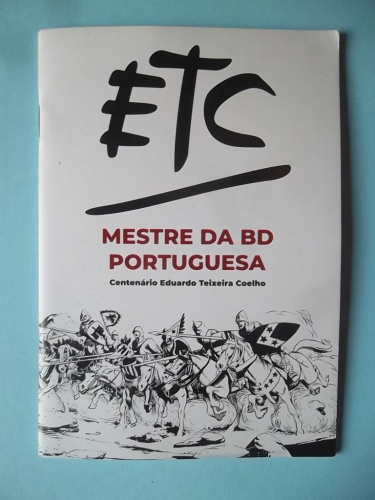 ETC
MESTRE DA BD
PORTUGUESA
Centenário Eduardo Teixeira Coelho